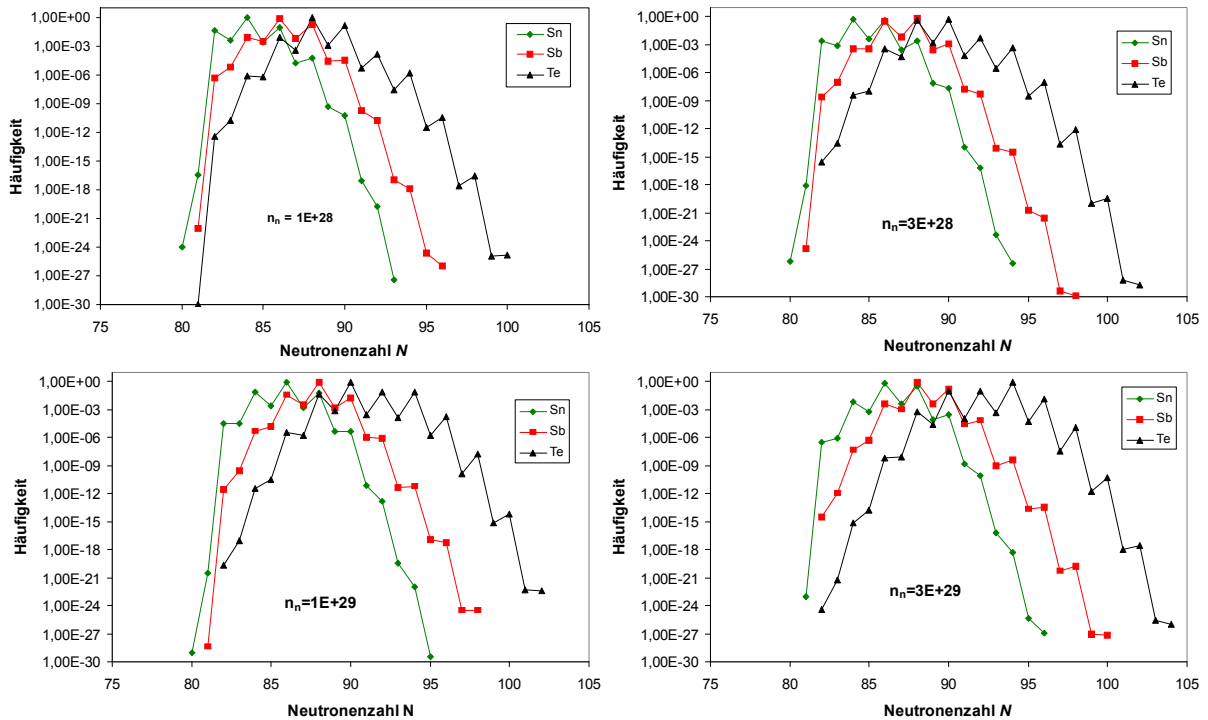 1,00E+00
1,00E-03
1,00E-06
1,00E-09
1,00E-12
1,00E-15
1,00E-18
1,00E-21
1,00E-24
1,00E-27
1,00E-30
Häufigkeit
75 80 85 90 95 100 105
Neutronenzahl N
Sn
Sb
Te
nn = 1E+28
1,00E+00
1,00E-03
1,00E-06
1,00E-09
1,00E-12
1,00E-15
1,00E-18
1,00E-21
1,00E-24
1,00E-27
1,00E-30
Häufigkeit
75 80 85 90 95 100 105
Neutronenzahl N
Sn
Sb
Te
nn=3E+28
1,00E+00
1,00E-03
1,00E-06
1,00E-09
1,00E-12
1,00E-15
1,00E-18
1,00E-21
1,00E-24
1,00E-27
1,00E-30
Häufigkeit
75 80 85 90 95 100 105
Neutronenzahl N
Sn
Sb
Te
nn=1E+29
1,00E+00
1,00E-03
1,00E-06
1,00E-09
1,00E-12
1,00E-15
1,00E-18
1,00E-21
1,00E-24
1,00E-27
1,00E-30
Häufigkeit
75 80 85 90 95 100 105
Neutronenzahl N
Sn
Sb
Te
nn=3E+29